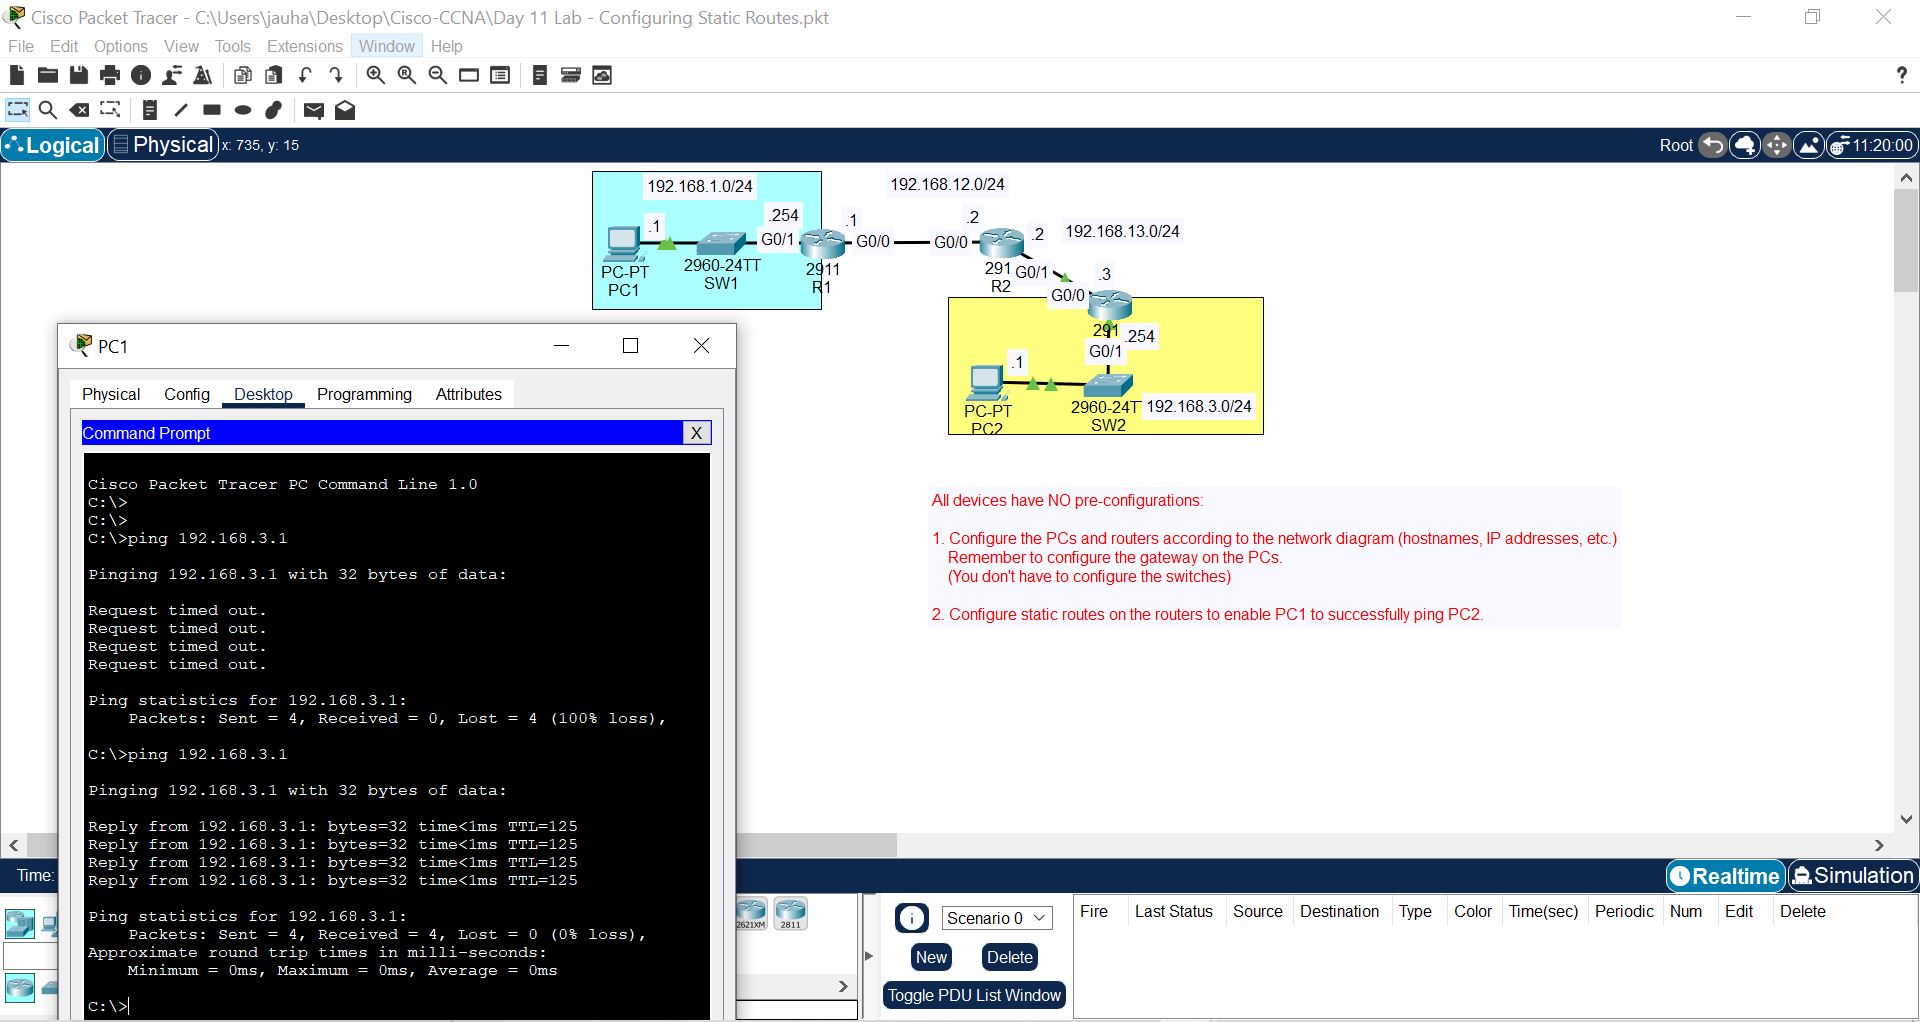 Cisco Packet Tracer - C:\Users\jauha\Desktop\Cisco-CCNA\Day 11 Lab - Configuring Static Routes.pkt
File Edit Options View Tools Extensions Window Help
?
Logical Physical x: 735, y: 15 Root 11:20:00
192.168.1.0/24
192.168.12.0/24
.1 .254 .1 .2 .2 192.168.13.0/24
G0/1 G0/0 G0/0
PC-PT 2960-24TT 2911 291 G0/1 .3
PC1 SW1 R1 R2 G0/0
291 .254
.1 G0/1
PC-PT 2960-24T 192.168.3.0/24
PC2 SW2
PC1
Physical Config Desktop Programming Attributes
Command Prompt X
Cisco Packet Tracer PC Command Line 1.0
C:\>
C:\>
C:\>ping 192.168.3.1
Pinging 192.168.3.1 with 32 bytes of data:
Request timed out.
Request timed out.
Request timed out.
Request timed out.
Ping statistics for 192.168.3.1:
Packets: Sent = 4, Received = 0, Lost = 4 (100% loss),
C:\>ping 192.168.3.1
Pinging 192.168.3.1 with 32 bytes of data:
Reply from 192.168.3.1: bytes=32 time<1ms TTL=125
Reply from 192.168.3.1: bytes=32 time<1ms TTL=125
Reply from 192.168.3.1: bytes=32 time<1ms TTL=125
Reply from 192.168.3.1: bytes=32 time<1ms TTL=125
Ping statistics for 192.168.3.1:
Packets: Sent = 4, Received = 4, Lost = 0 (0% loss),
Approximate round trip times in milli-seconds:
Minimum = 0ms, Maximum = 0ms, Average = 0ms
C:\>
All devices have NO pre-configurations:
1. Configure the PCs and routers according to the network diagram (hostnames, IP addresses, etc.)
Remember to configure the gateway on the PCs.
(You don't have to configure the switches)
2. Configure static routes on the routers to enable PC1 to successfully ping PC2.
Time: Realtime Simulation
2621XM 2811
Scenario 0
New Delete
Toggle PDU List Window
Fire Last Status Source Destination Type Color Time(sec) Periodic Num Edit Delete